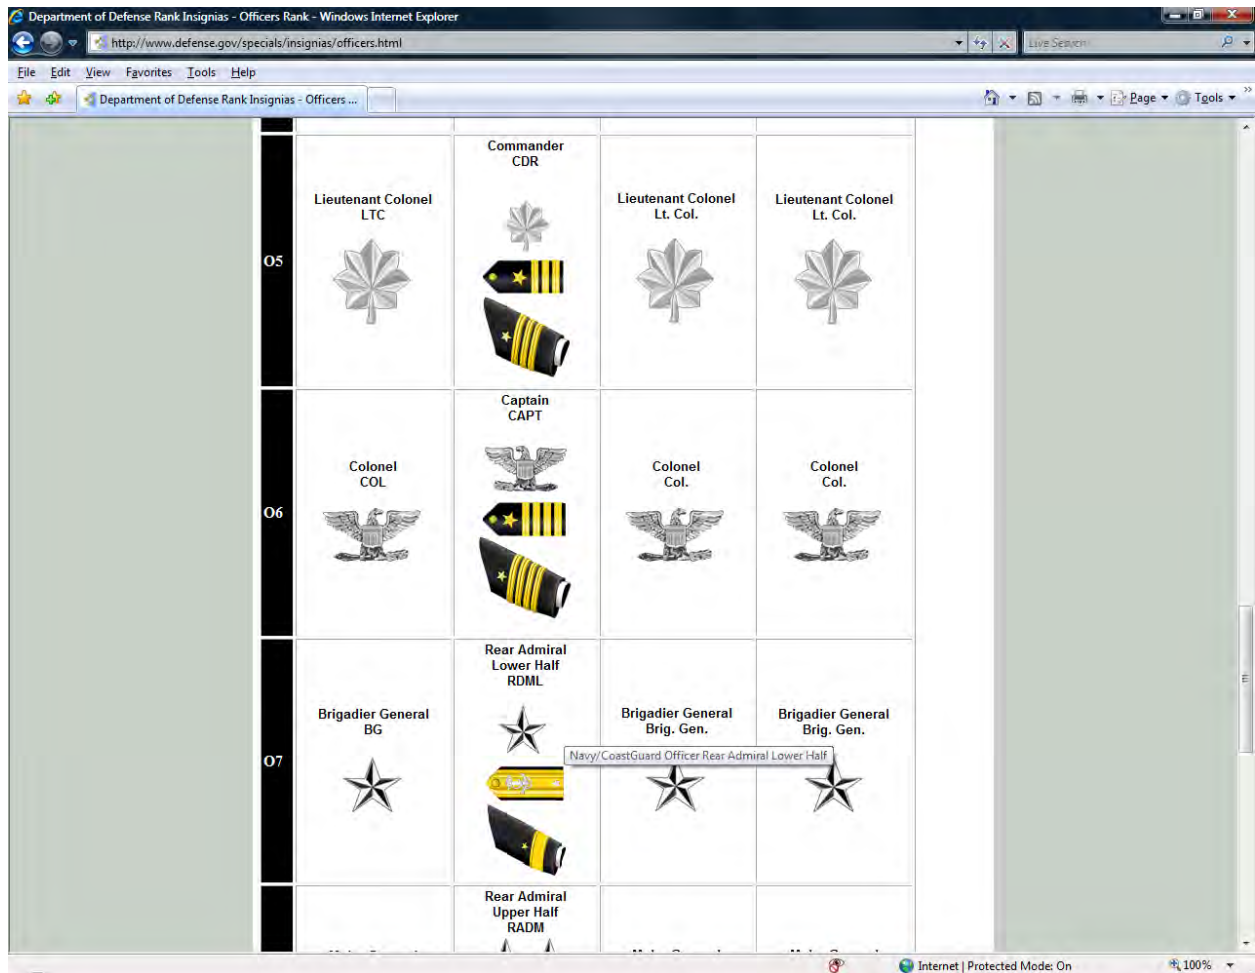 Department of Defense Rank Insignias - Officers Rank - Windows Internet Explorer
http://www.defense.gov/specials/insignias/officers.html
Live Search
File Edit View Favorites Tools Help
Department of Defense Rank Insignias - Officers ...
Page Tools
O5
Lieutenant Colonel
LTC
Commander
CDR
Lieutenant Colonel
Lt. Col.
Lieutenant Colonel
Lt. Col.
O6
Colonel
COL
Captain
CAPT
Colonel
Col.
Colonel
Col.
O7
Brigadier General
BG
Rear Admiral
Lower Half
RDML
Brigadier General
Brig. Gen.
Brigadier General
Brig. Gen.
Navy/CoastGuard Officer Rear Admiral Lower Half
Rear Admiral
Upper Half
RADM
Internet | Protected Mode: On
100%